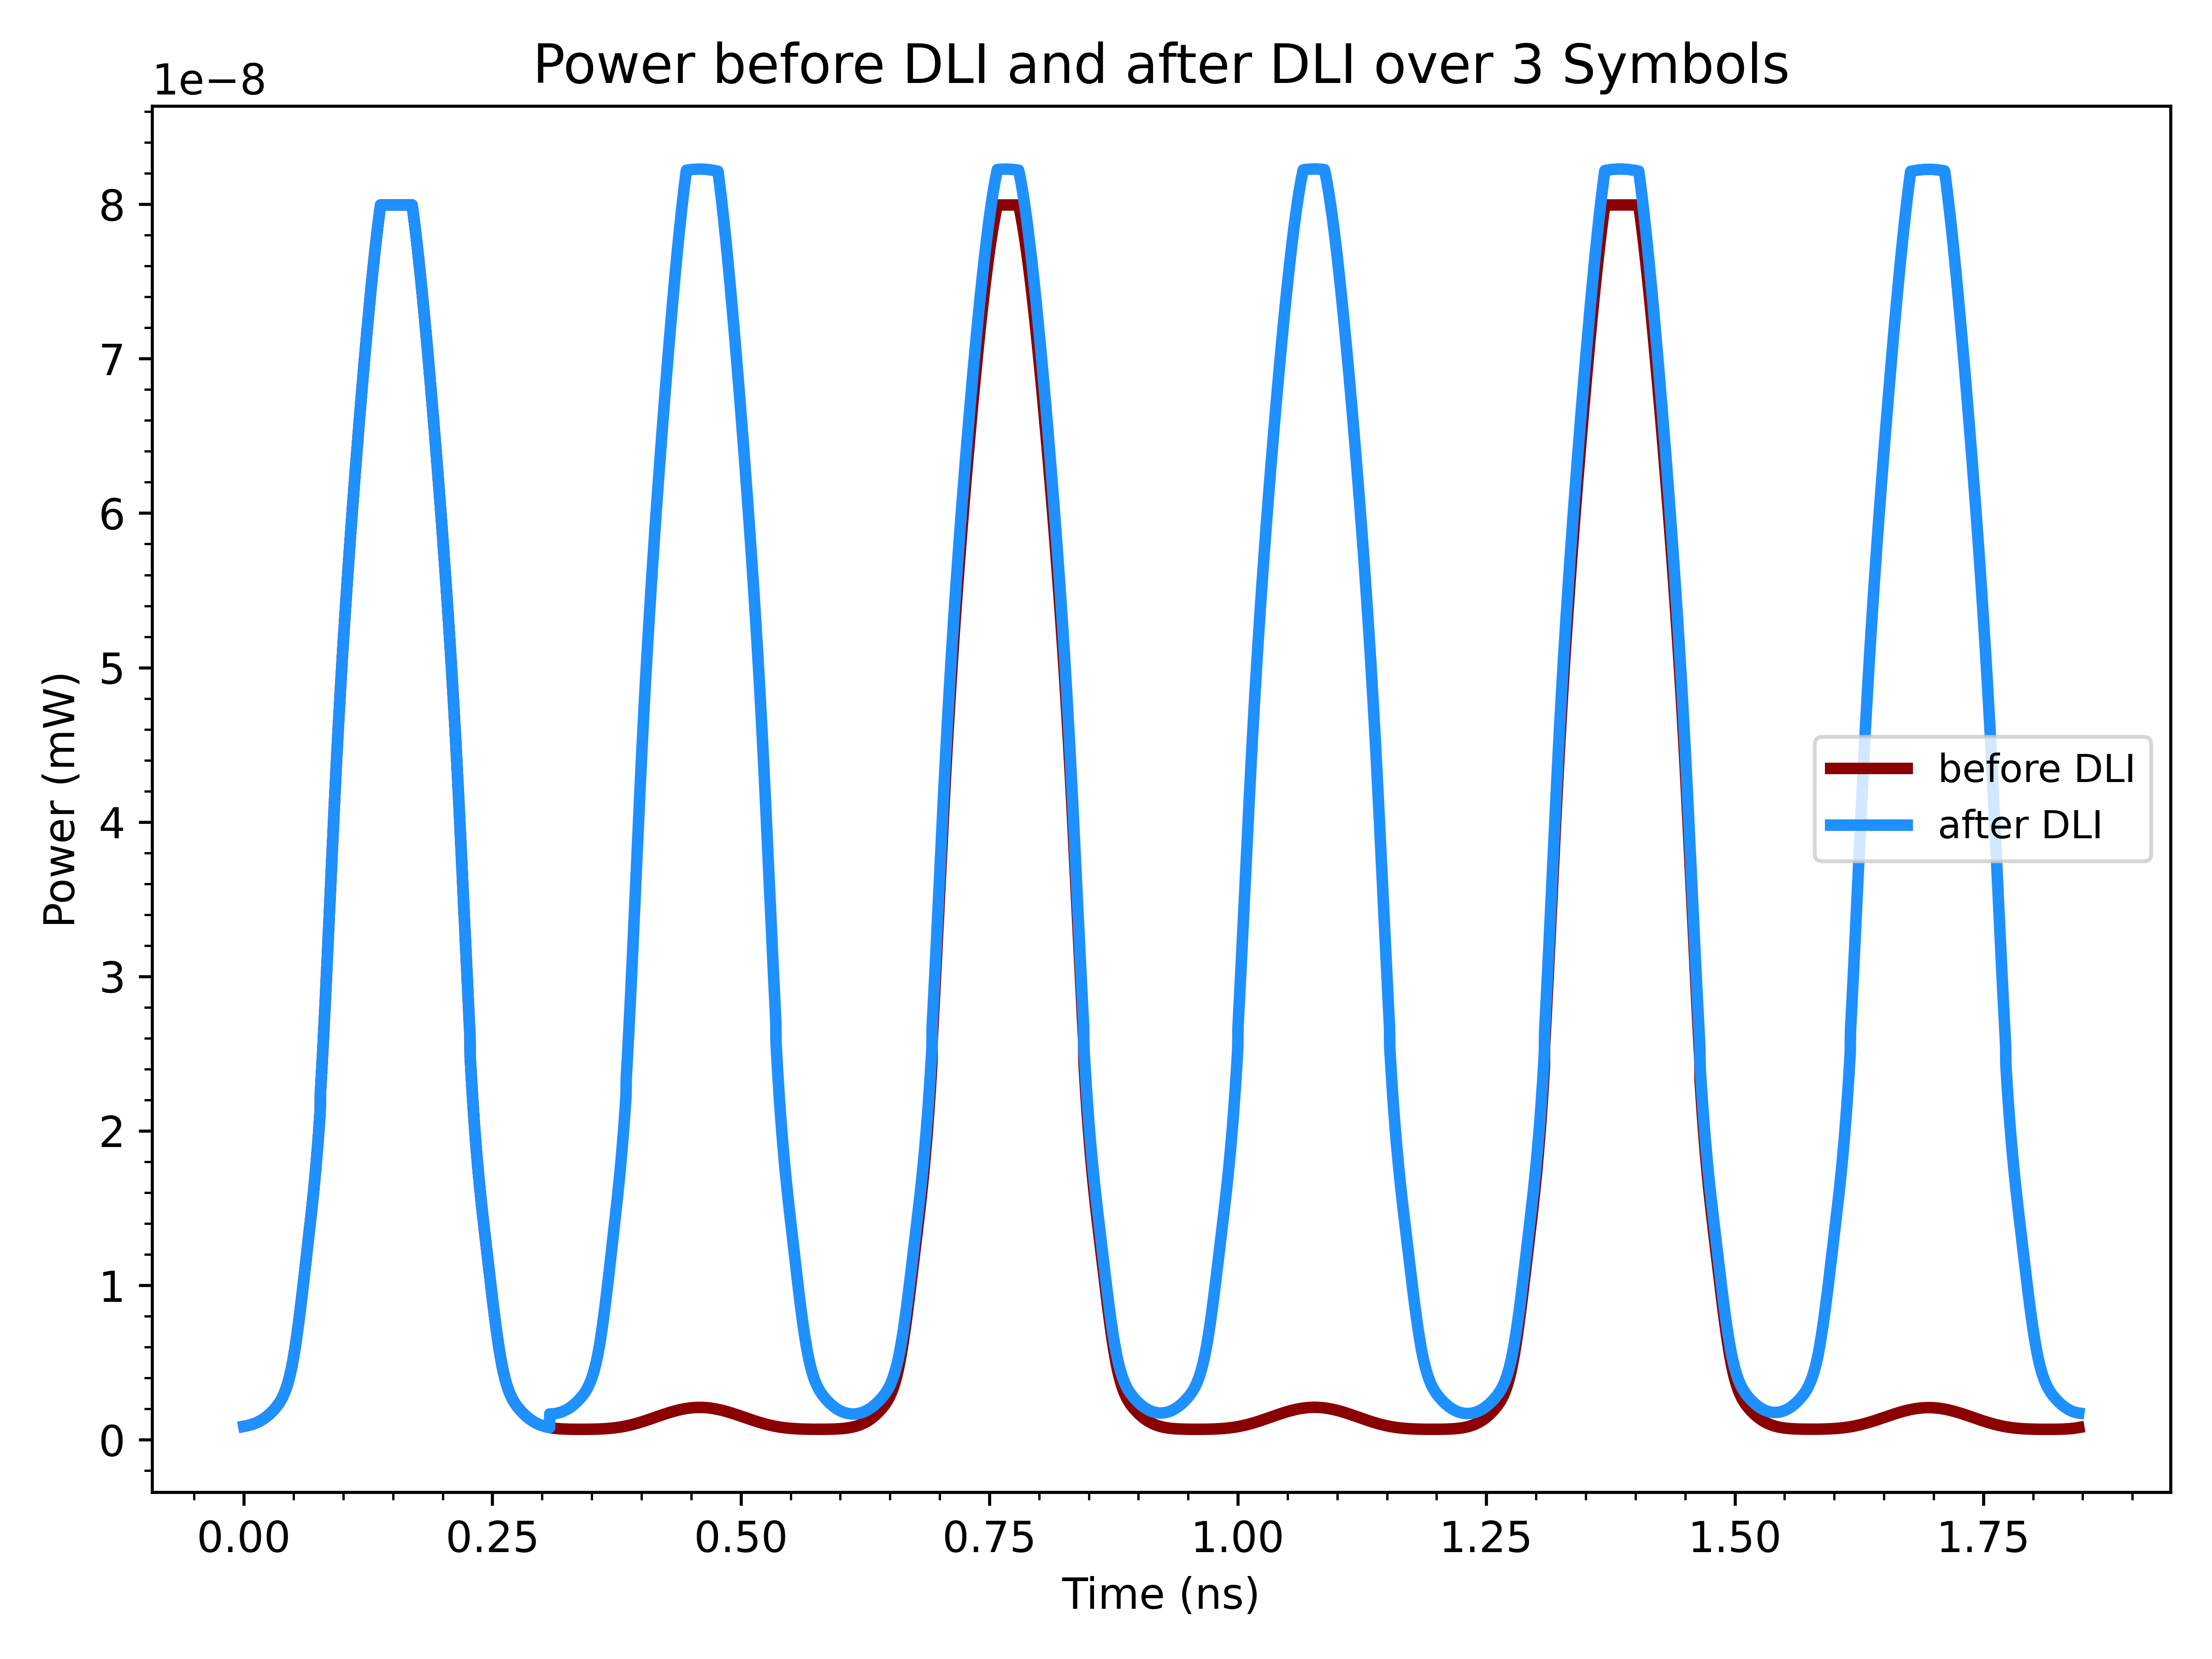 Power before DLI and after DLI over 3 Symbols
1e−8
8
7
6
5
4
3
2
1
0
Power (mW)
before DLI
after DLI
0.00 0.25 0.50 0.75 1.00 1.25 1.50 1.75
Time (ns)